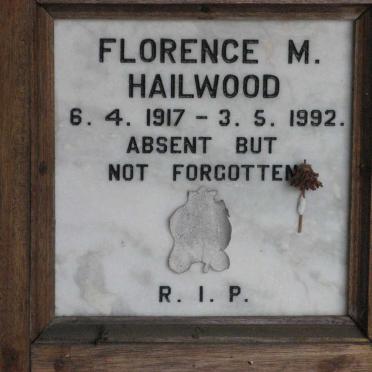 FLORENCE M.
HAILWOOD
6. 4. 1917 - 3. 5. 1992.
ABSENT BUT
NOT FORGOTTEN
R. I. P.